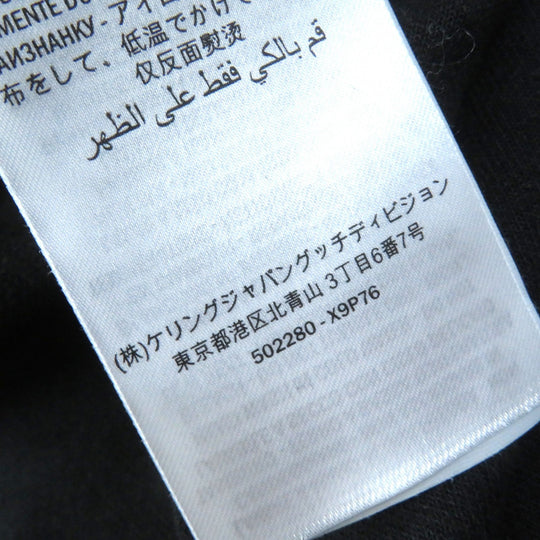 MENTE DU
АИЗНАНКУ - アイロ
布をして、低温でかけて
仅反面熨烫
قم بالكي فقط على الظهر
(株)ケリングジャパングッチディビジョン
東京都港区北青山 3丁目6番7号
502280 - X9P76